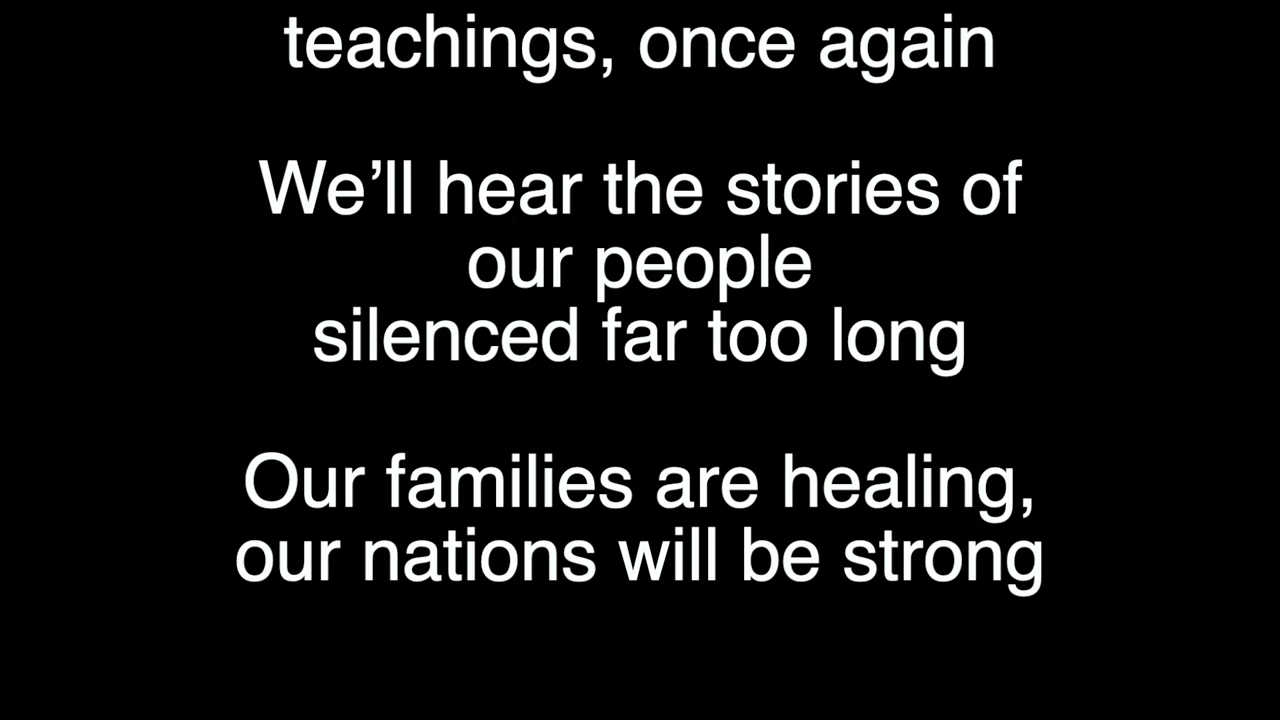 teachings, once again
We’ll hear the stories of
our people
silenced far too long
Our families are healing,
our nations will be strong